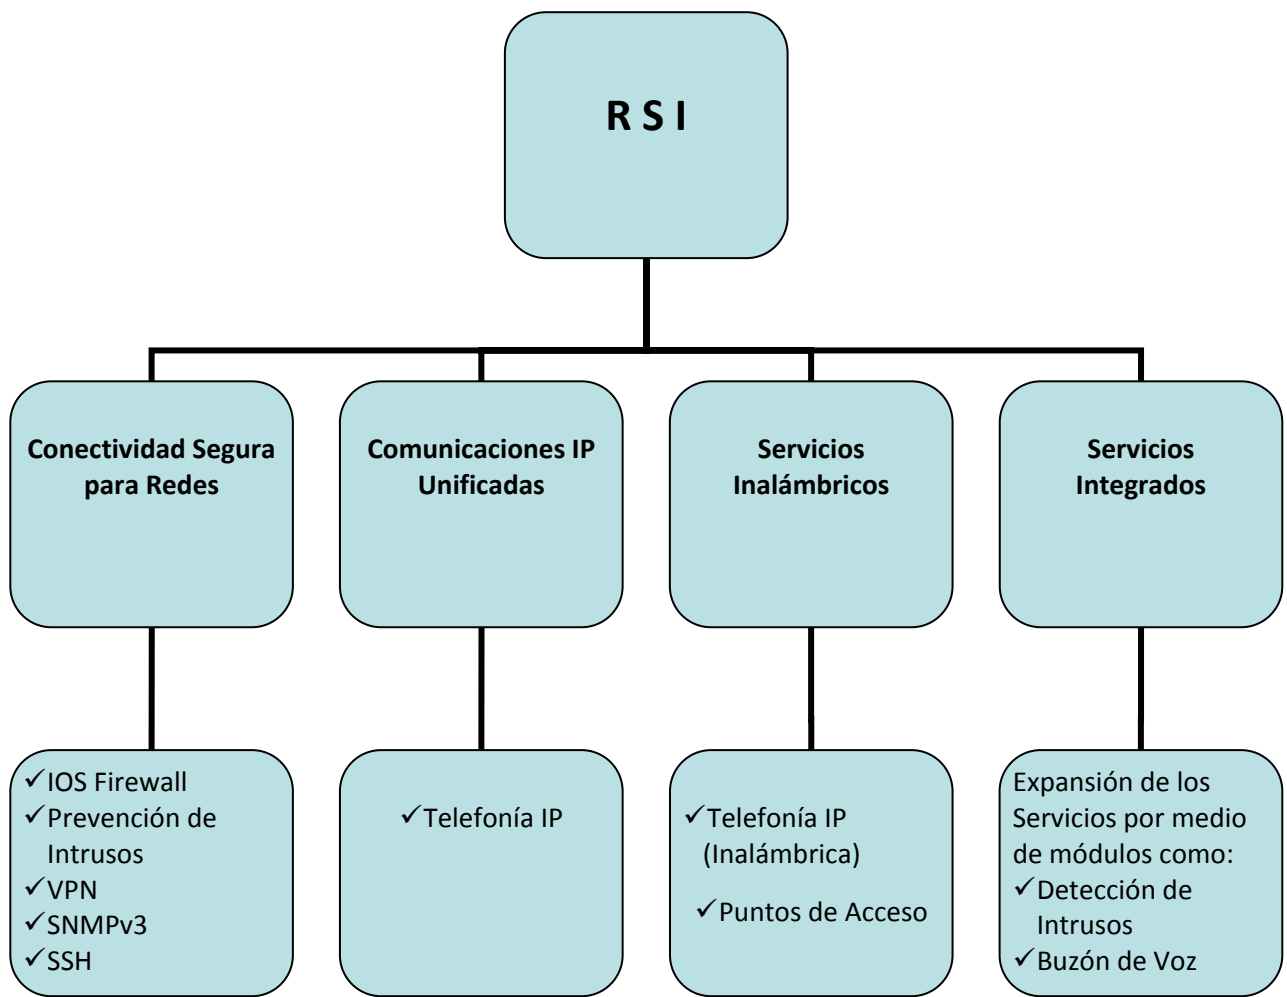 R S I
Conectividad Segura
para Redes
Comunicaciones IP
Unificadas
Servicios
Inalámbricos
Servicios
Integrados
✓IOS Firewall
✓Prevención de
Intrusos
✓VPN
✓SNMPv3
✓SSH
✓Telefonía IP
✓Telefonía IP
(Inalámbrica)
✓Puntos de Acceso
Expansión de los
Servicios por medio
de módulos como:
✓Detección de
Intrusos
✓Buzón de Voz